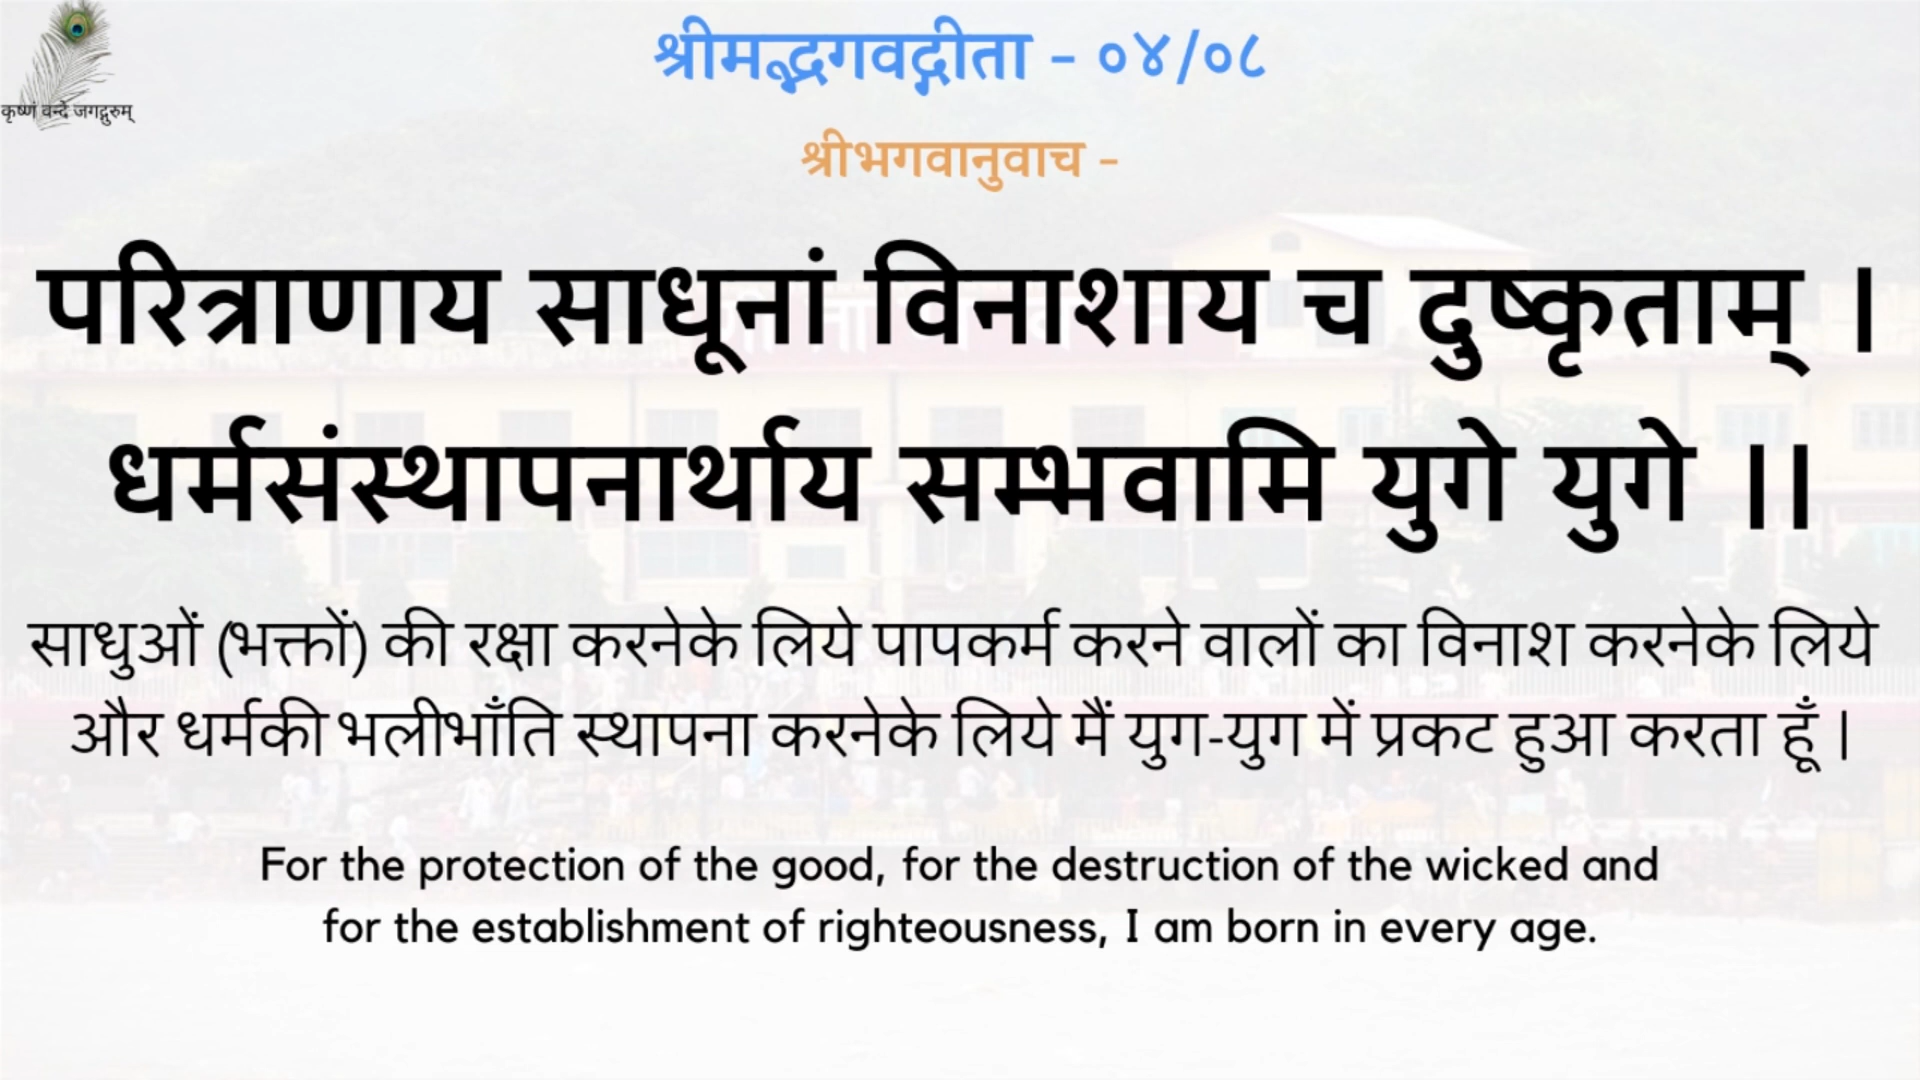 कृष्णं वन्दे जगद्गुरुम्
श्रीमद्भगवद्गीता - ०४/०८
श्रीभगवानुवाच -
परित्राणाय साधूनां विनाशाय च दुष्कृताम् ।
धर्मसंस्थापनार्थाय सम्भवामि युगे युगे ।।
साधुओं (भक्तों) की रक्षा करनेके लिये पापकर्म करने वालों का विनाश करनेके लिये
और धर्मकी भलीभाँति स्थापना करनेके लिये मैं युग-युग में प्रकट हुआ करता हूँ ।
For the protection of the good, for the destruction of the wicked and
for the establishment of righteousness, I am born in every age.